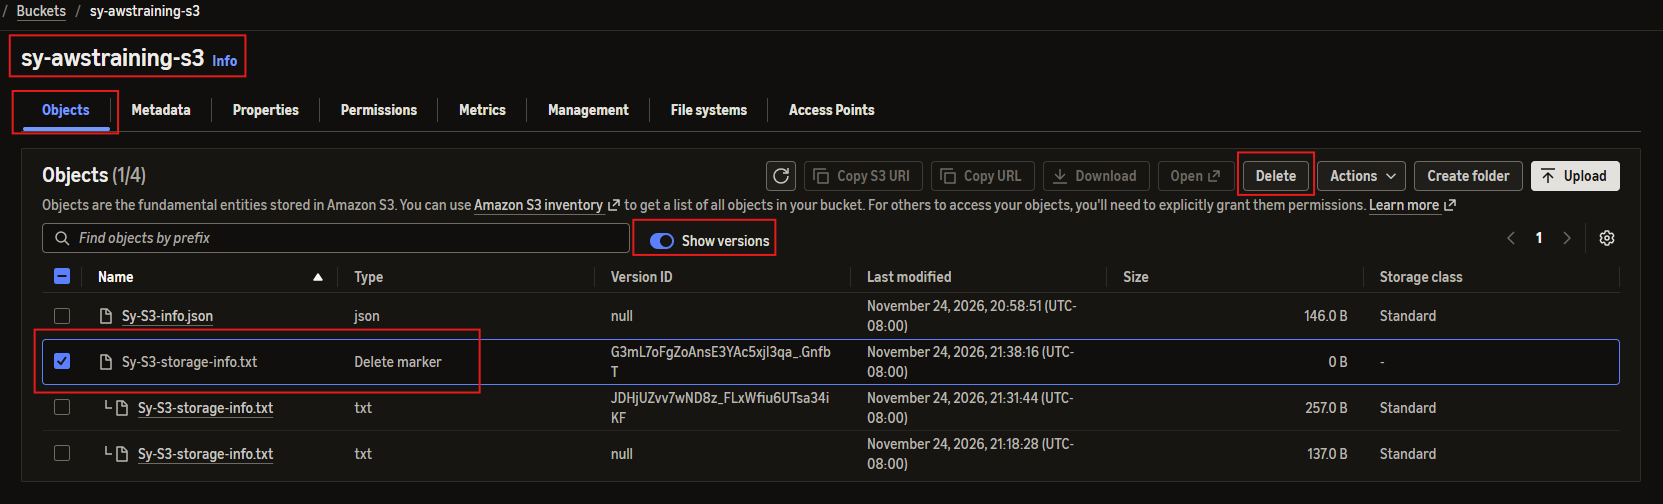 / Buckets / sy-awstraining-s3
sy-awstraining-s3 Info
Objects Metadata Properties Permissions Metrics Management File systems Access Points
Objects (1/4) Copy S3 URI Copy URL Download Open Delete Actions Create folder Upload
Objects are the fundamental entities stored in Amazon S3. You can use Amazon S3 inventory to get a list of all objects in your bucket. For others to access your objects, you'll need to explicitly grant them permissions. Learn more
Find objects by prefix Show versions 1
Name Type Version ID Last modified Size Storage class
Sy-S3-info.json json null November 24, 2026, 20:58:51 (UTC-
08:00) 146.0 B Standard
Sy-S3-storage-info.txt Delete marker G3mL7oFgZoAnsE3YAc5xjl3qa_.Gnfb
T November 24, 2026, 21:38:16 (UTC-
08:00) 0 B -
Sy-S3-storage-info.txt txt JDHjUZvv7wND8z_FLxWfiu6UTsa34i
KF November 24, 2026, 21:31:44 (UTC-
08:00) 257.0 B Standard
Sy-S3-storage-info.txt txt null November 24, 2026, 21:18:28 (UTC-
08:00) 137.0 B Standard